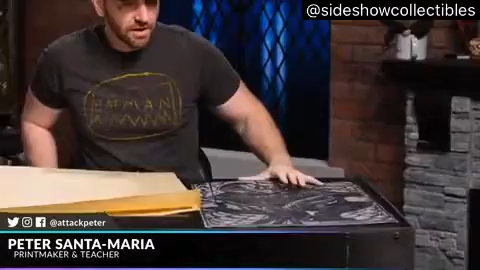 @sideshowcollectibles
@attackpeter
PETER SANTA-MARIA
PRINTMAKER & TEACHER